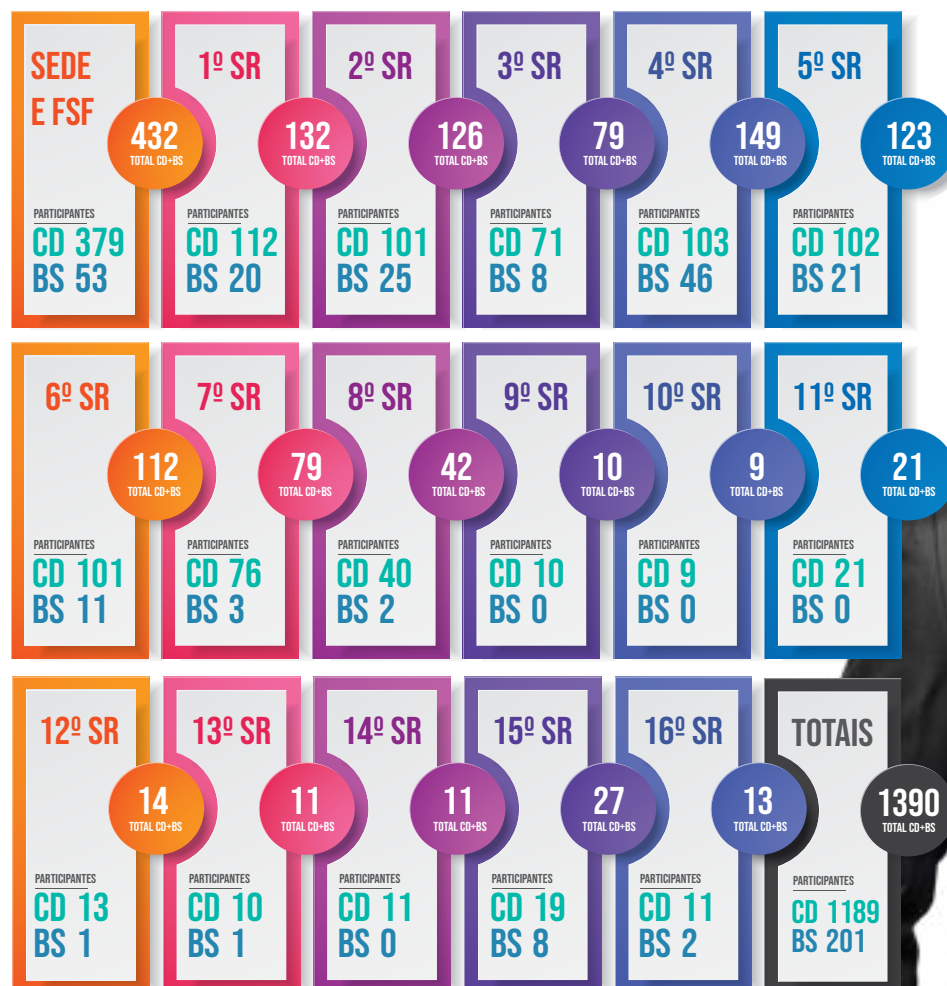 SEDE
E FSF
432
TOTAL CD+BS
PARTICIPANTES
CD 379
BS 53
1º SR
132
TOTAL CD+BS
PARTICIPANTES
CD 112
BS 20
2º SR
126
TOTAL CD+BS
PARTICIPANTES
CD 101
BS 25
3º SR
79
TOTAL CD+BS
PARTICIPANTES
CD 71
BS 8
4º SR
149
TOTAL CD+BS
PARTICIPANTES
CD 103
BS 46
5º SR
123
TOTAL CD+BS
PARTICIPANTES
CD 102
BS 21
6º SR
112
TOTAL CD+BS
PARTICIPANTES
CD 101
BS 11
7º SR
79
TOTAL CD+BS
PARTICIPANTES
CD 76
BS 3
8º SR
42
TOTAL CD+BS
PARTICIPANTES
CD 40
BS 2
9º SR
10
TOTAL CD+BS
PARTICIPANTES
CD 10
BS 0
10º SR
9
TOTAL CD+BS
PARTICIPANTES
CD 9
BS 0
11º SR
21
TOTAL CD+BS
PARTICIPANTES
CD 21
BS 0
12º SR
14
TOTAL CD+BS
PARTICIPANTES
CD 13
BS 1
13º SR
11
TOTAL CD+BS
PARTICIPANTES
CD 10
BS 1
14º SR
11
TOTAL CD+BS
PARTICIPANTES
CD 11
BS 0
15º SR
27
TOTAL CD+BS
PARTICIPANTES
CD 19
BS 8
16º SR
13
TOTAL CD+BS
PARTICIPANTES
CD 11
BS 2
TOTAIS
1390
TOTAL CD+BS
PARTICIPANTES
CD 1189
BS 201